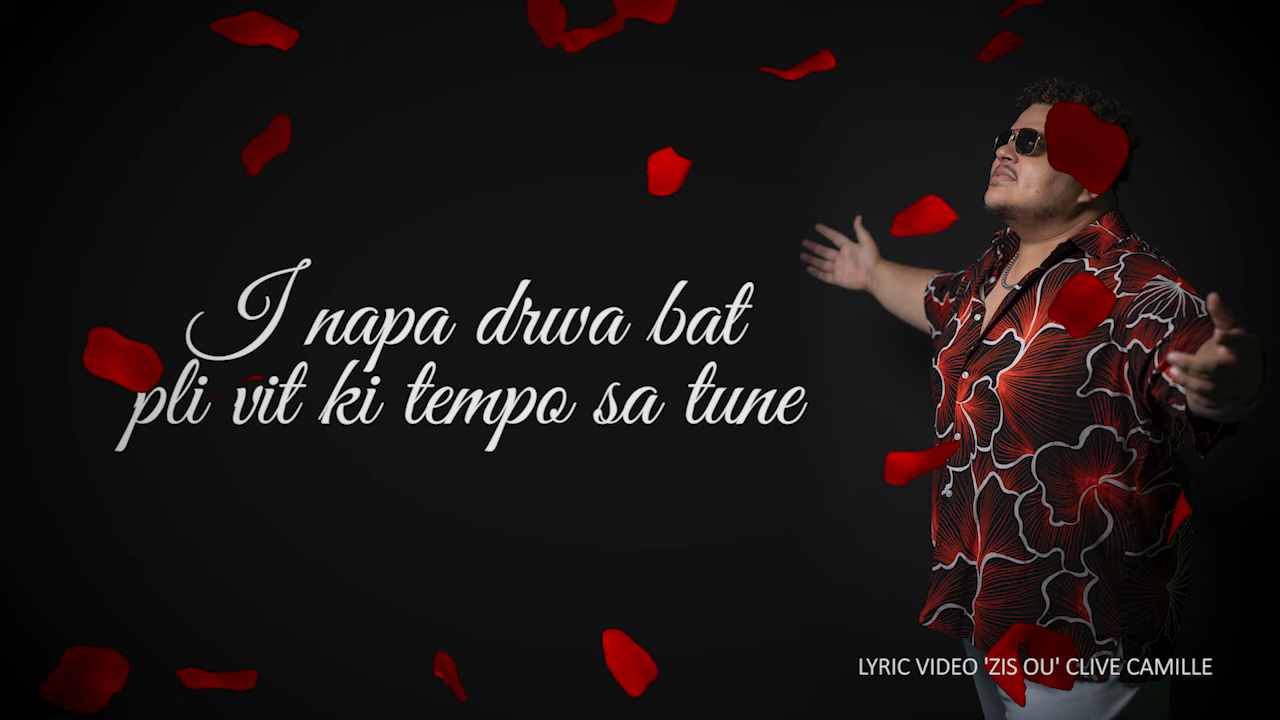 I napa drwa bat
pli vit ki tempo sa tune
LYRIC VIDEO 'ZIS OU' CLIVE CAMILLE